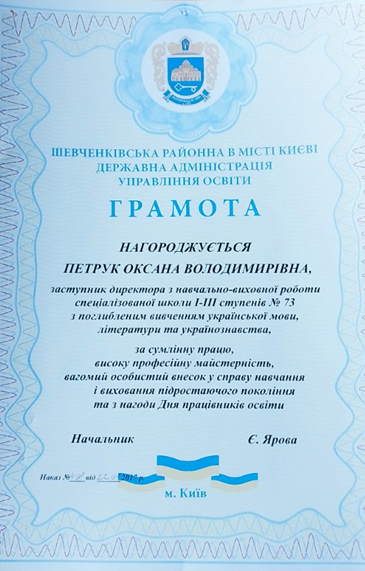 ШЕВЧЕНКІВСЬКА РАЙОННА В МІСТІ КИЄВІ
ДЕРЖАВНА АДМІНІСТРАЦІЯ
УПРАВЛІННЯ ОСВІТИ
ГРАМОТА
НАГОРОДЖУЄТЬСЯ
ПЕТРУК ОКСАНА ВОЛОДИМИРІВНА,
заступник директора з навчально-виховної роботи
спеціалізованої школи І-ІІІ ступенів № 73
з поглибленим вивченням української мови,
літератури та українознавства,
за сумлінну працю,
високу професійну майстерність,
вагомий особистий внесок у справу навчання
і виховання підростаючого покоління
та з нагоди Дня працівників освіти
Начальник Є. Ярова
Наказ № від 2017 р.
м. Київ